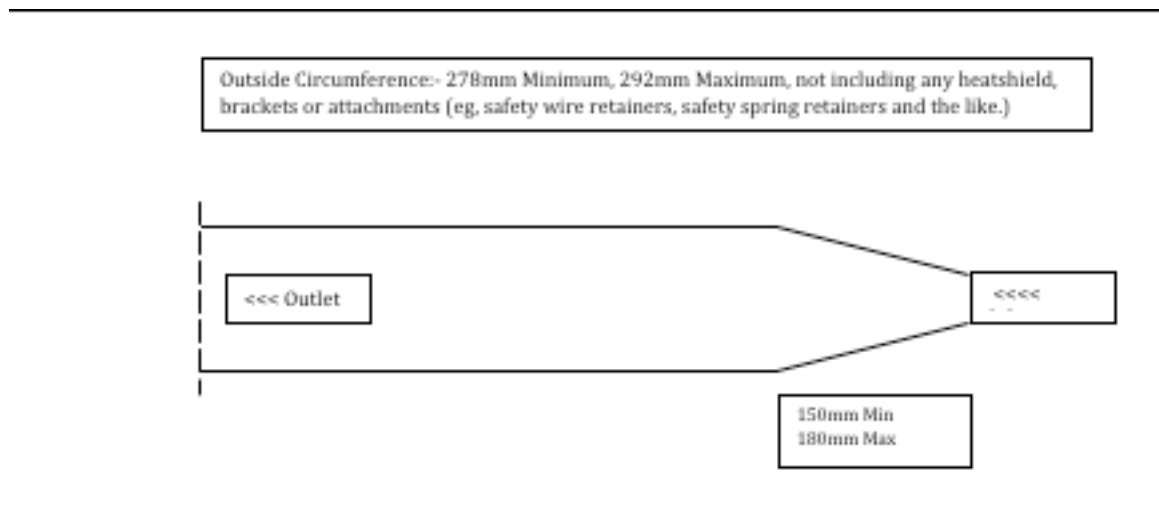 Outside Circumference:- 278mm Minimum, 292mm Maximum, not including any heatshield,
brackets or attachments (eg, safety wire retainers, safety spring retainers and the like.)
<<< Outlet
<<<<
150mm Min
180mm Max